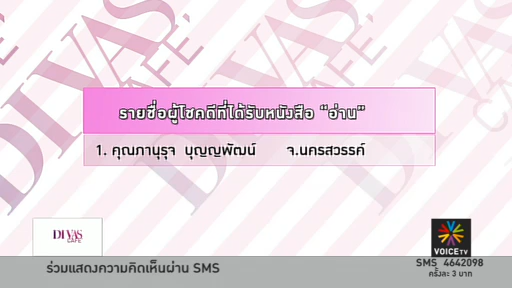 DIVAS
CAFE'
รายชื่อผู้โชคดีที่ได้รับหนังสือ “อ่าน”
1. คุณภานุรุจ บุญญพัฒน์ จ.นครสวรรค์
DIVAS
CAFE
VOICE TV
ร่วมแสดงความคิดเห็นผ่าน SMS
SMS 4642098
ครั้งละ 3 บาท